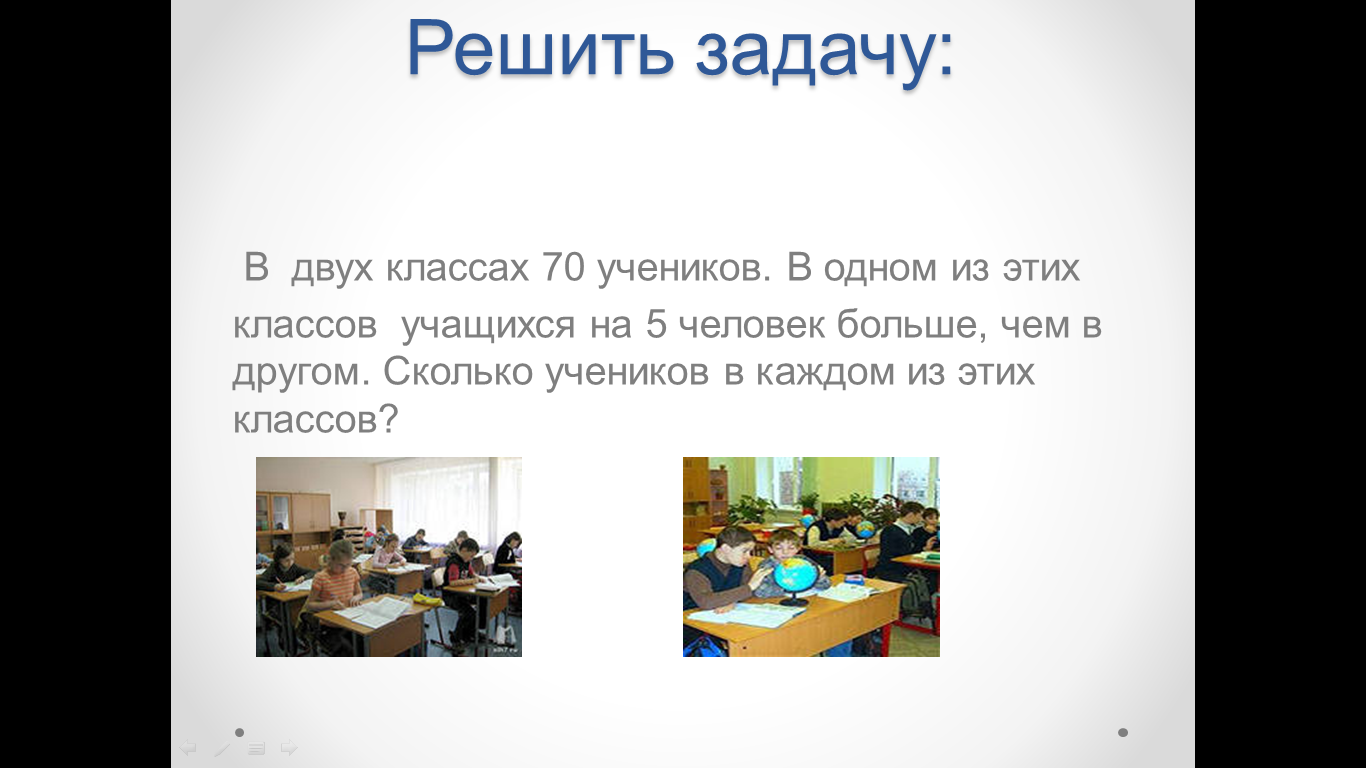 Решить задачу:
В двух классах 70 учеников. В одном из этих
классов учащихся на 5 человек больше, чем в
другом. Сколько учеников в каждом из этих
классов?